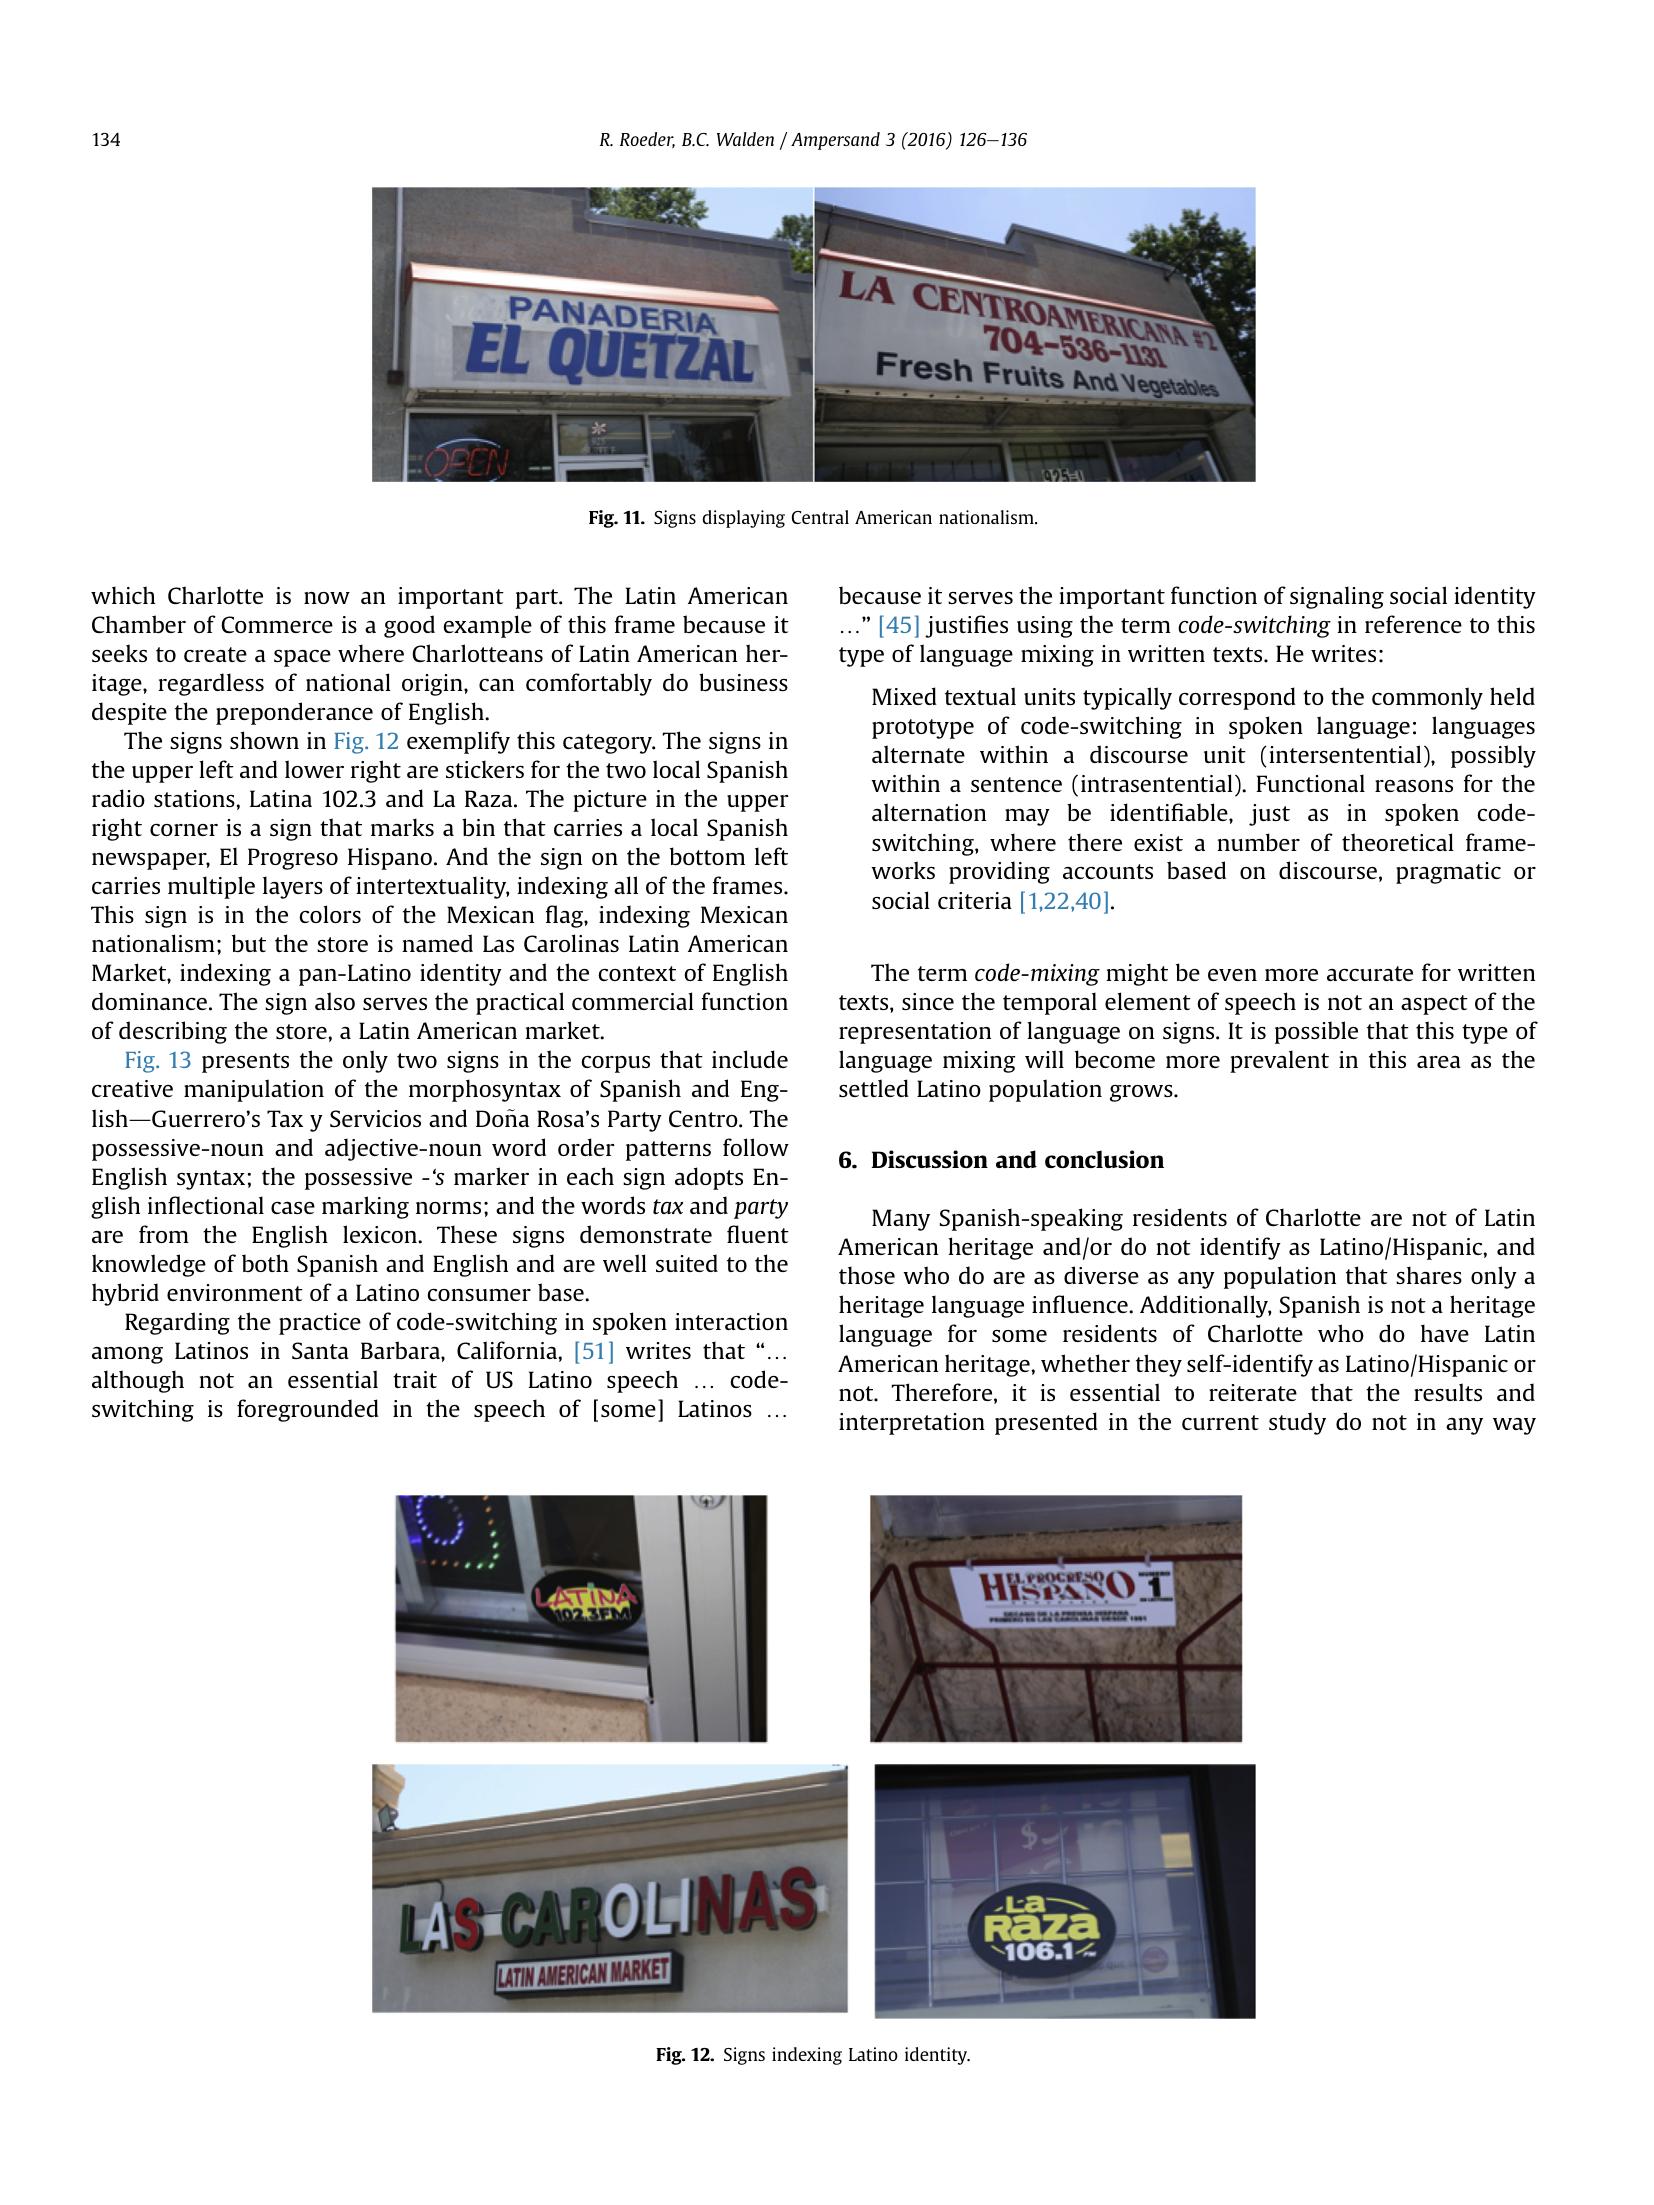 134
R. Roeder, B.C. Walden / Ampersand 3 (2016) 126–136
PANADERIA
EL QUETZAL
OPEN
LA CENTROAMERICANA #2
704-536-1131
Fresh Fruits And Vegetables
Fig. 11. Signs displaying Central American nationalism.
which Charlotte is now an important part. The Latin American
Chamber of Commerce is a good example of this frame because it
seeks to create a space where Charlotteans of Latin American her-
itage, regardless of national origin, can comfortably do business
despite the preponderance of English.
The signs shown in Fig. 12 exemplify this category. The signs in
the upper left and lower right are stickers for the two local Spanish
radio stations, Latina 102.3 and La Raza. The picture in the upper
right corner is a sign that marks a bin that carries a local Spanish
newspaper, El Progreso Hispano. And the sign on the bottom left
carries multiple layers of intertextuality, indexing all of the frames.
This sign is in the colors of the Mexican flag, indexing Mexican
nationalism; but the store is named Las Carolinas Latin American
Market, indexing a pan-Latino identity and the context of English
dominance. The sign also serves the practical commercial function
of describing the store, a Latin American market.
Fig. 13 presents the only two signs in the corpus that include
creative manipulation of the morphosyntax of Spanish and Eng-
lish—Guerrero's Tax y Servicios and Doña Rosa's Party Centro. The
possessive-noun and adjective-noun word order patterns follow
English syntax; the possessive -‘s marker in each sign adopts En-
glish inflectional case marking norms; and the words tax and party
are from the English lexicon. These signs demonstrate fluent
knowledge of both Spanish and English and are well suited to the
hybrid environment of a Latino consumer base.
Regarding the practice of code-switching in spoken interaction
among Latinos in Santa Barbara, California, [51] writes that “…
although not an essential trait of US Latino speech … code-
switching is foregrounded in the speech of [some] Latinos …
because it serves the important function of signaling social identity
…” [45] justifies using the term code-switching in reference to this
type of language mixing in written texts. He writes:
Mixed textual units typically correspond to the commonly held
prototype of code-switching in spoken language: languages
alternate within a discourse unit (intersentential), possibly
within a sentence (intrasentential). Functional reasons for the
alternation may be identifiable, just as in spoken code-
switching, where there exist a number of theoretical frame-
works providing accounts based on discourse, pragmatic or
social criteria [1,22,40].
The term code-mixing might be even more accurate for written
texts, since the temporal element of speech is not an aspect of the
representation of language on signs. It is possible that this type of
language mixing will become more prevalent in this area as the
settled Latino population grows.
6. Discussion and conclusion
Many Spanish-speaking residents of Charlotte are not of Latin
American heritage and/or do not identify as Latino/Hispanic, and
those who do are as diverse as any population that shares only a
heritage language influence. Additionally, Spanish is not a heritage
language for some residents of Charlotte who do have Latin
American heritage, whether they self-identify as Latino/Hispanic or
not. Therefore, it is essential to reiterate that the results and
interpretation presented in the current study do not in any way
LATINA
102.3FM
EL PROGRESO
HISPANO
NUMERO
1
DECANO DE LA PRENSA HISPANA
PRIMERO EN LAS CAROLINAS DESDE 1991
LAS CAROLINAS
LATIN AMERICAN MARKET
La
RAZA
106.1 FM
Fig. 12. Signs indexing Latino identity.